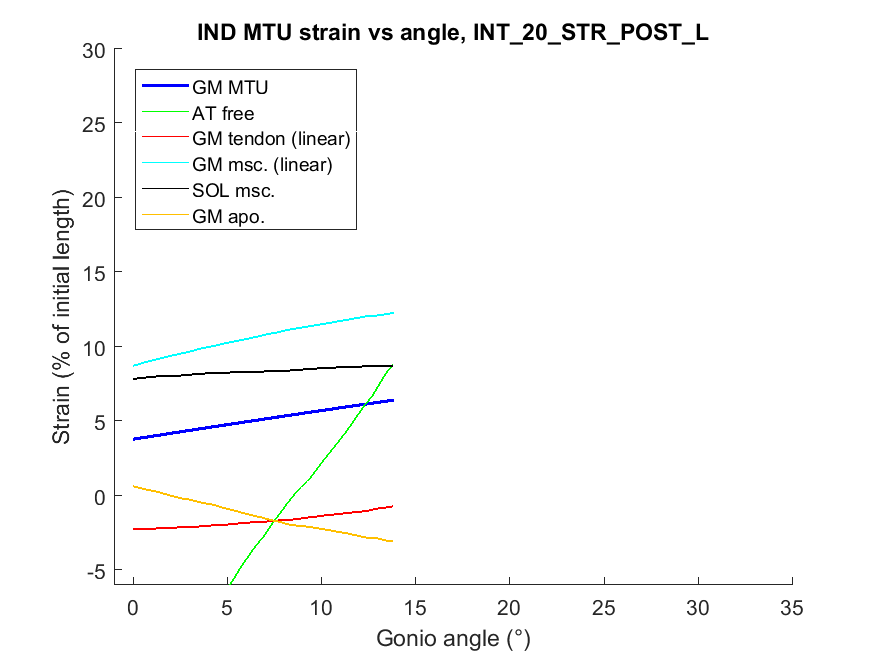 IND MTU strain vs angle, INT_20_STR_POST_L
30
25
20
15
10
5
0
-5
Strain (% of initial length)
GM MTU
AT free
GM tendon (linear)
GM msc. (linear)
SOL msc.
GM apo.
0 5 10 15 20 25 30 35
Gonio angle (°)